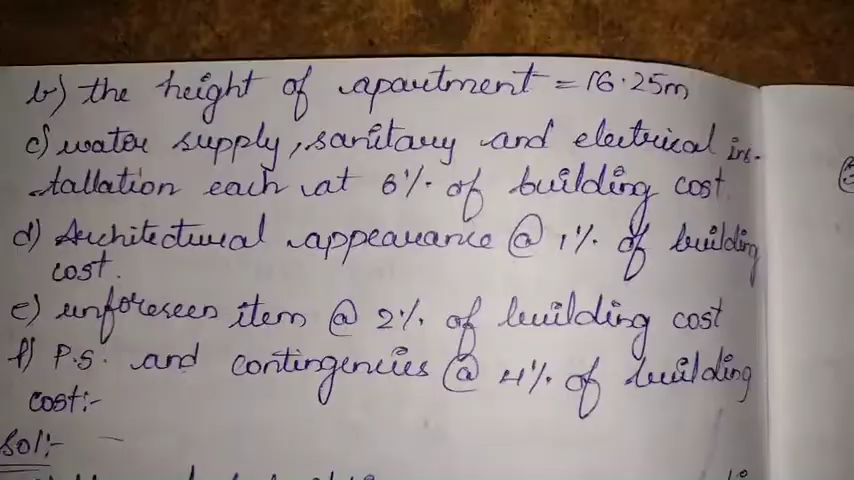 b) the height of apartment = 16.25m
c) water supply, sanitary and electrical ins-
tallation each at 6% of building cost
d) Architectural appearance @ 1% of building
cost.
e) unforeseen item @ 2% of building cost
f) P.S. and contingencies @ 4% of building
cost:-
Sol:-